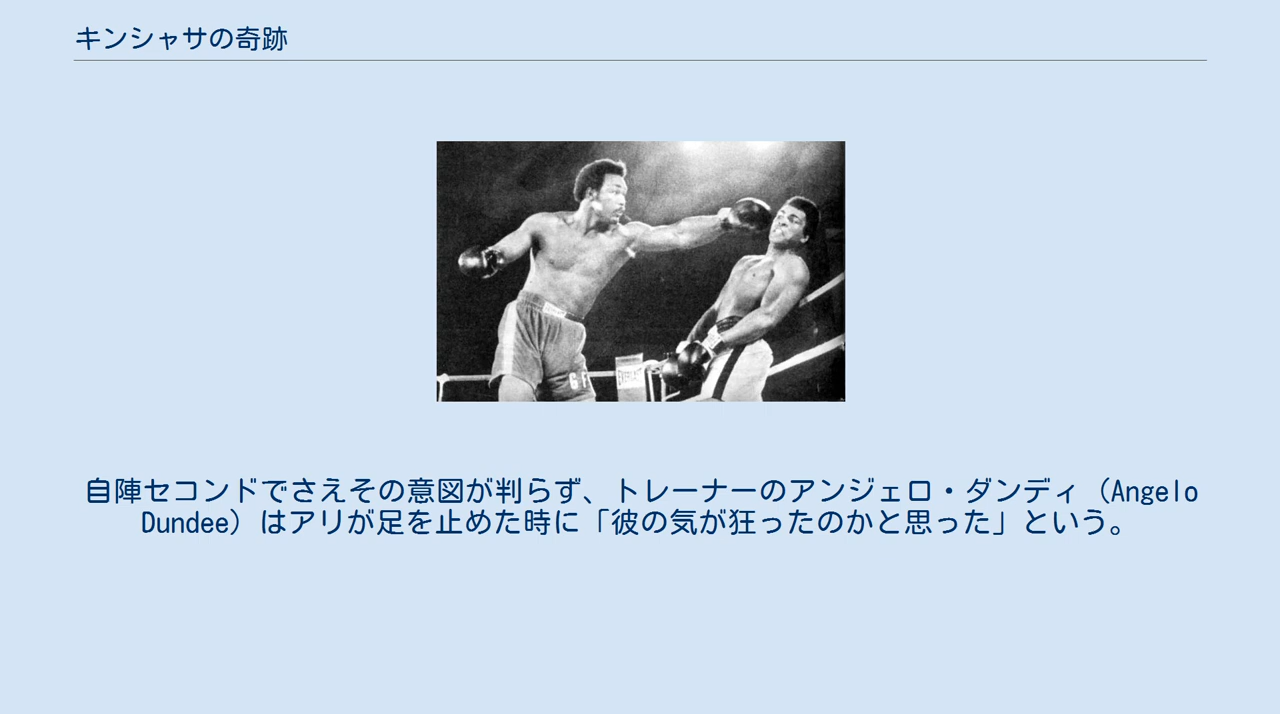 キンシャサの奇跡
GF
EVERLAST
自陣セコンドでさえその意図が判らず、トレーナーのアンジェロ・ダンディ（Angelo
Dundee）はアリが足を止めた時に「彼の気が狂ったのかと思った」という。